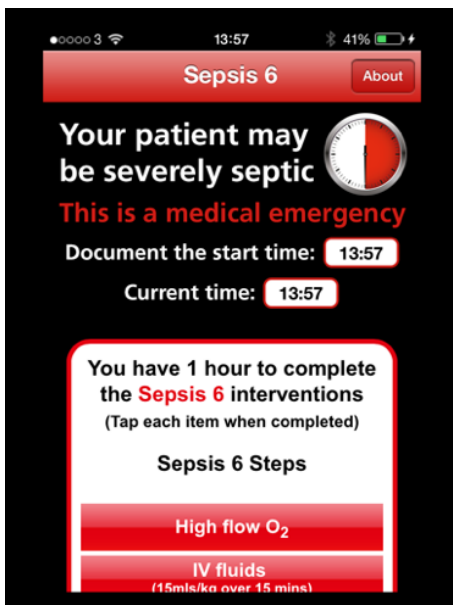 3 13:57 41%
Sepsis 6 About
Your patient may
be severely septic
This is a medical emergency
Document the start time: 13:57
Current time: 13:57
You have 1 hour to complete
the Sepsis 6 interventions
(Tap each item when completed)
Sepsis 6 Steps
High flow O₂
IV fluids
(15mls/kg over 15 mins)